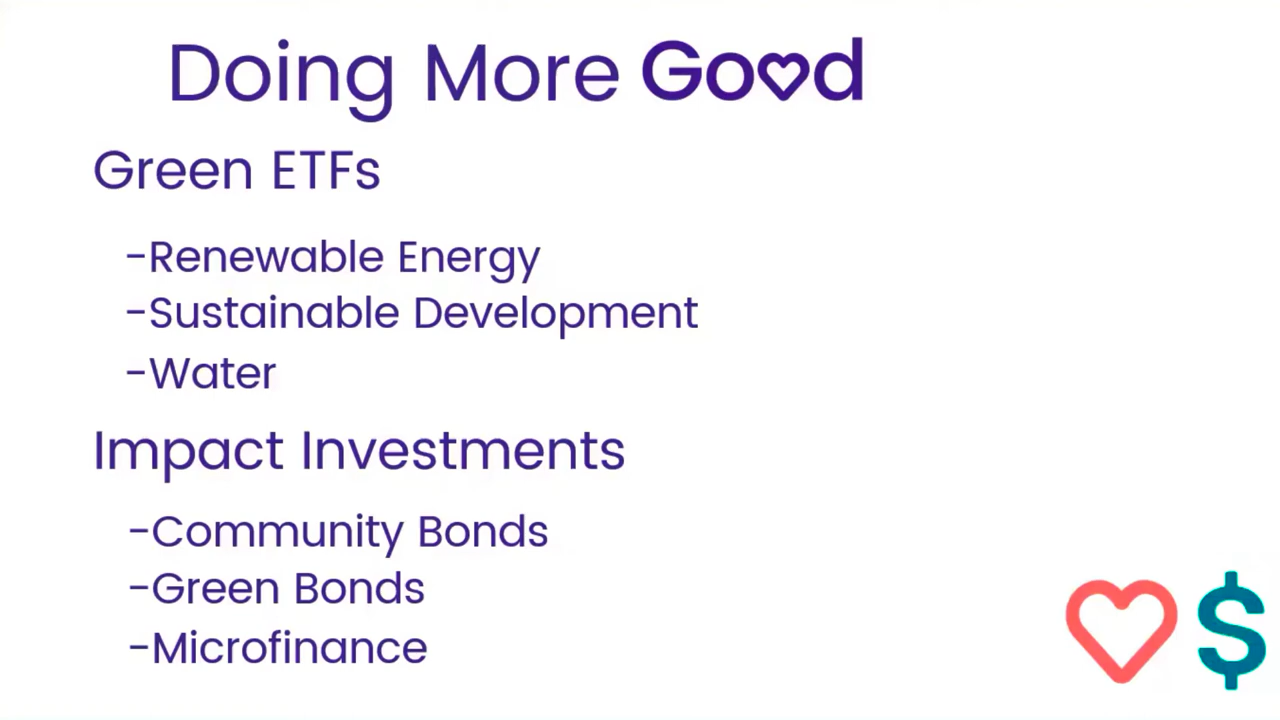 Doing More Good
Green ETFs
-Renewable Energy
-Sustainable Development
-Water
Impact Investments
-Community Bonds
-Green Bonds
-Microfinance
$